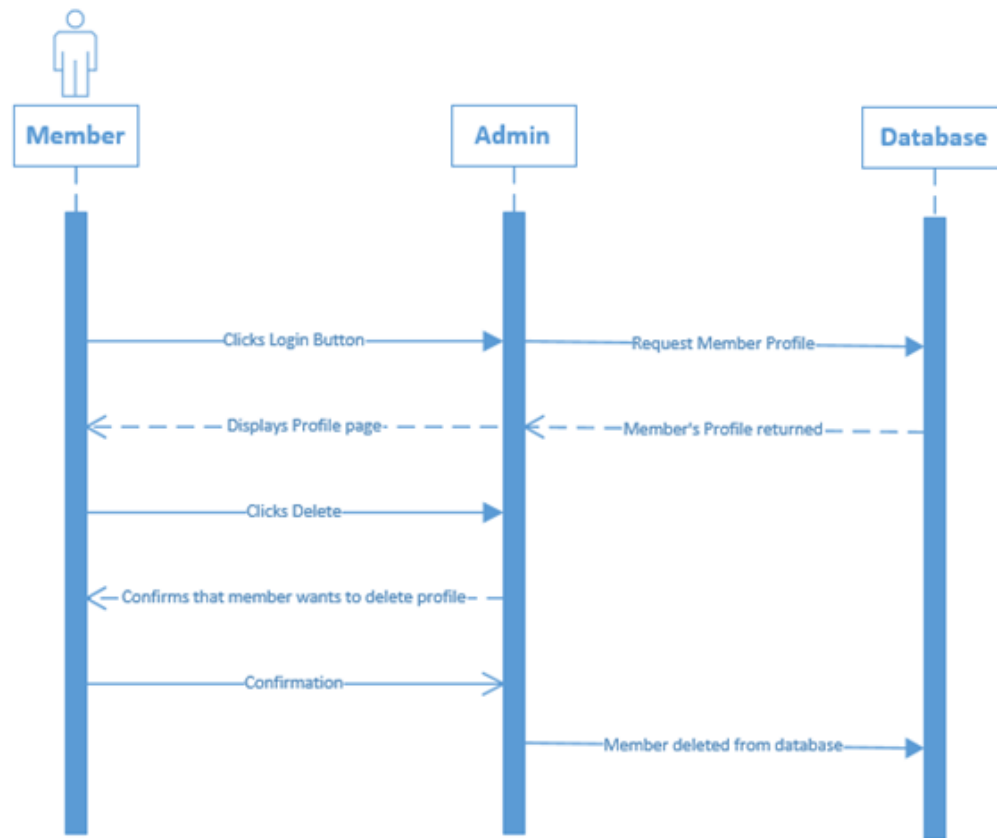 Member
Admin
Database
Clicks Login Button
Request Member Profile
Displays Profile page
Member's Profile returned
Clicks Delete
Confirms that member wants to delete profile
Confirmation
Member deleted from database